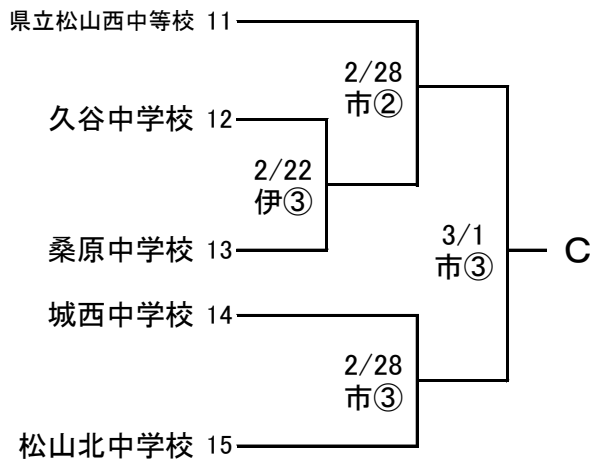 県立松山西中等校 11
2/28
市②
久谷中学校 12
2/22
伊③
桑原中学校 13
3/1
市③
C
城西中学校 14
2/28
市③
松山北中学校 15